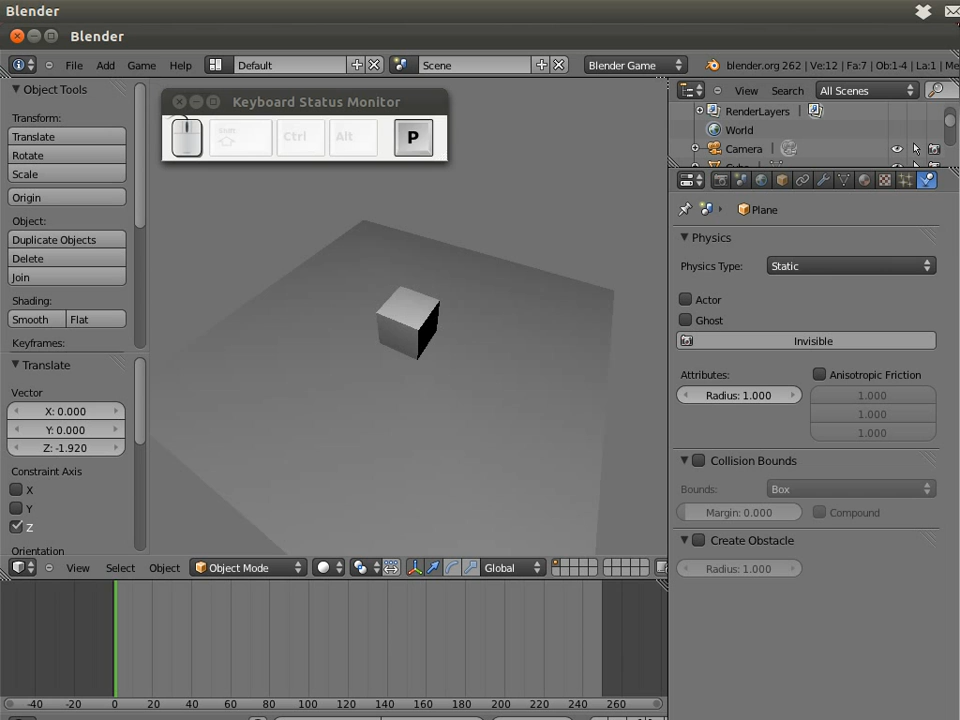 Blender
Blender
File Add Game Help Default Scene Blender Game blender.org 262 | Ve:12 | Fa:7 | Ob:1-4 | La:1 | Me
Object Tools
Transform:
Translate
Rotate
Scale
Origin
Object:
Duplicate Objects
Delete
Join
Shading:
Smooth Flat
Keyframes:
Translate
Vector
X: 0.000
Y: 0.000
Z: -1.920
Constraint Axis
X
Y
Z
Orientation
Keyboard Status Monitor
Shift Ctrl Alt P
View Select Object Object Mode Global
-40 -20 0 20 40 60 80 100 120 140 160 180 200 220 240 260
View Search All Scenes
RenderLayers
World
Camera
Plane
Physics
Physics Type: Static
Actor
Ghost
Invisible
Attributes: Anisotropic Friction
Radius: 1.000 1.000
1.000
1.000
Collision Bounds
Bounds: Box
Margin: 0.000 Compound
Create Obstacle
Radius: 1.000